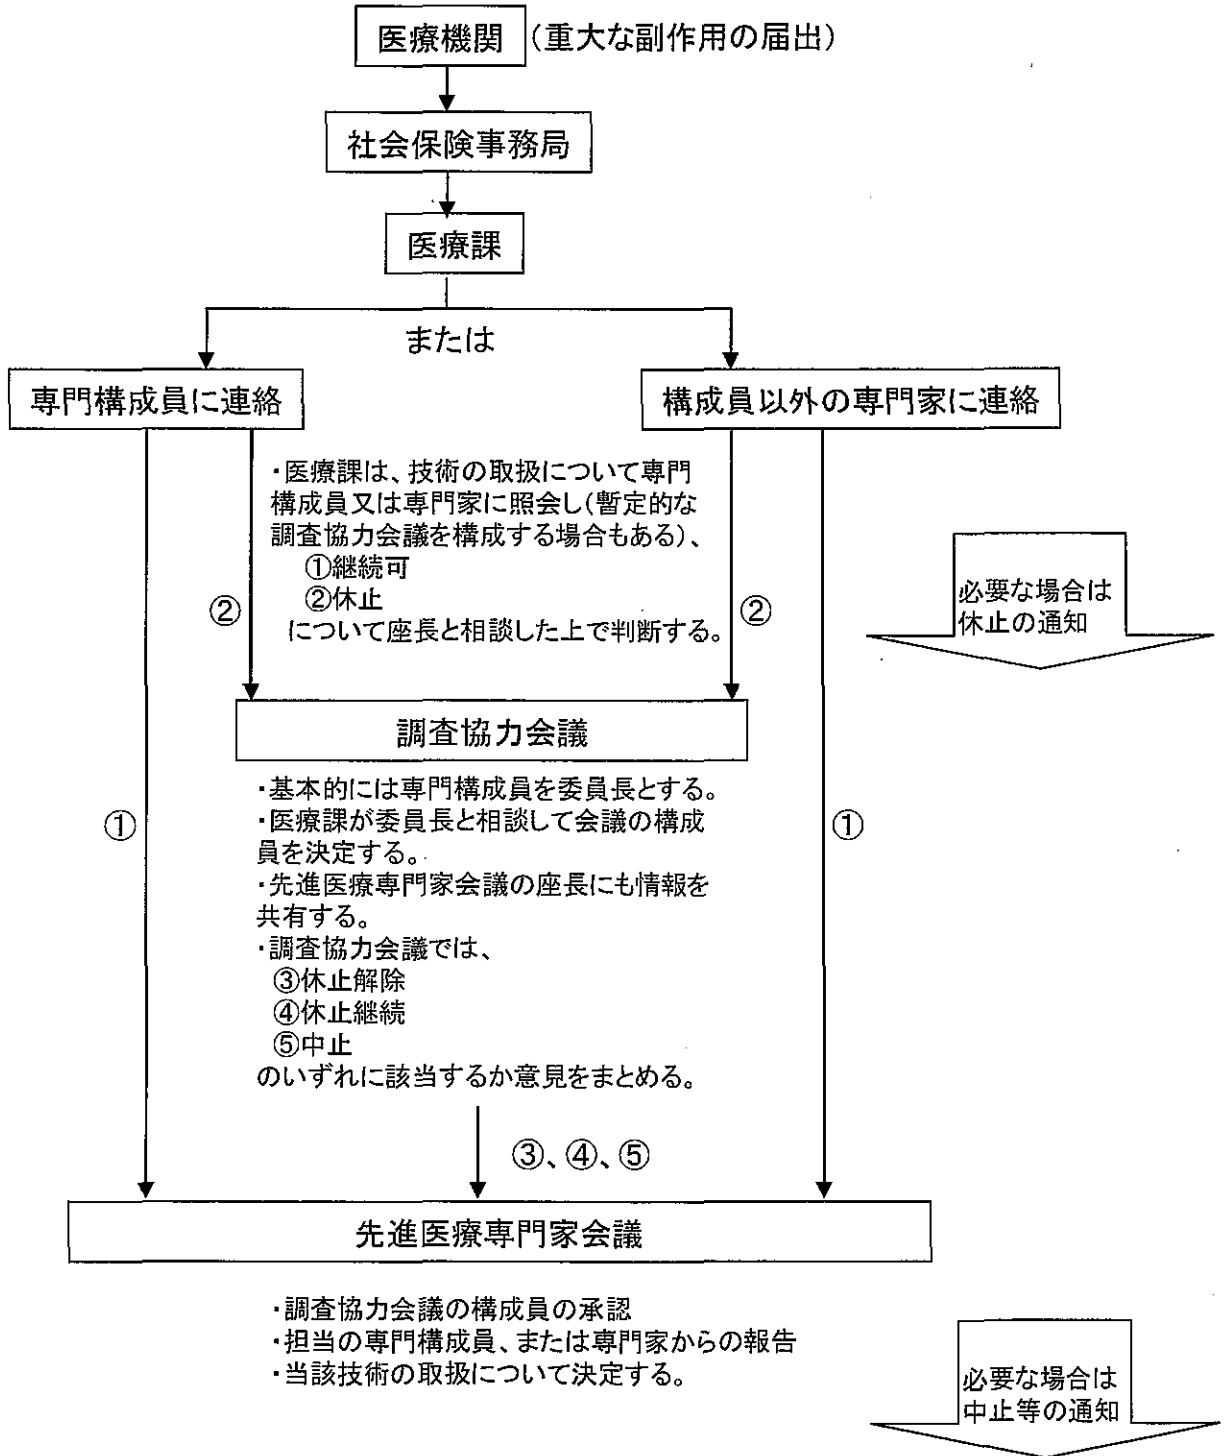 医療機関 (重大な副作用の届出)
社会保険事務局
医療課
または
専門構成員に連絡
構成員以外の専門家に連絡
・医療課は、技術の取扱について専門
構成員又は専門家に照会し(暫定的な
調査協力会議を構成する場合もある)、
①継続可
②休止
について座長と相談した上で判断する。
②
②
必要な場合は
休止の通知
調査協力会議
・基本的には専門構成員を委員長とする。
・医療課が委員長と相談して会議の構成
員を決定する。
・先進医療専門家会議の座長にも情報を
共有する。
・調査協力会議では、
③休止解除
④休止継続
⑤中止
のいずれに該当するか意見をまとめる。
①
①
③、④、⑤
先進医療専門家会議
・調査協力会議の構成員の承認
・担当の専門構成員、または専門家からの報告
・当該技術の取扱について決定する。
必要な場合は
中止等の通知